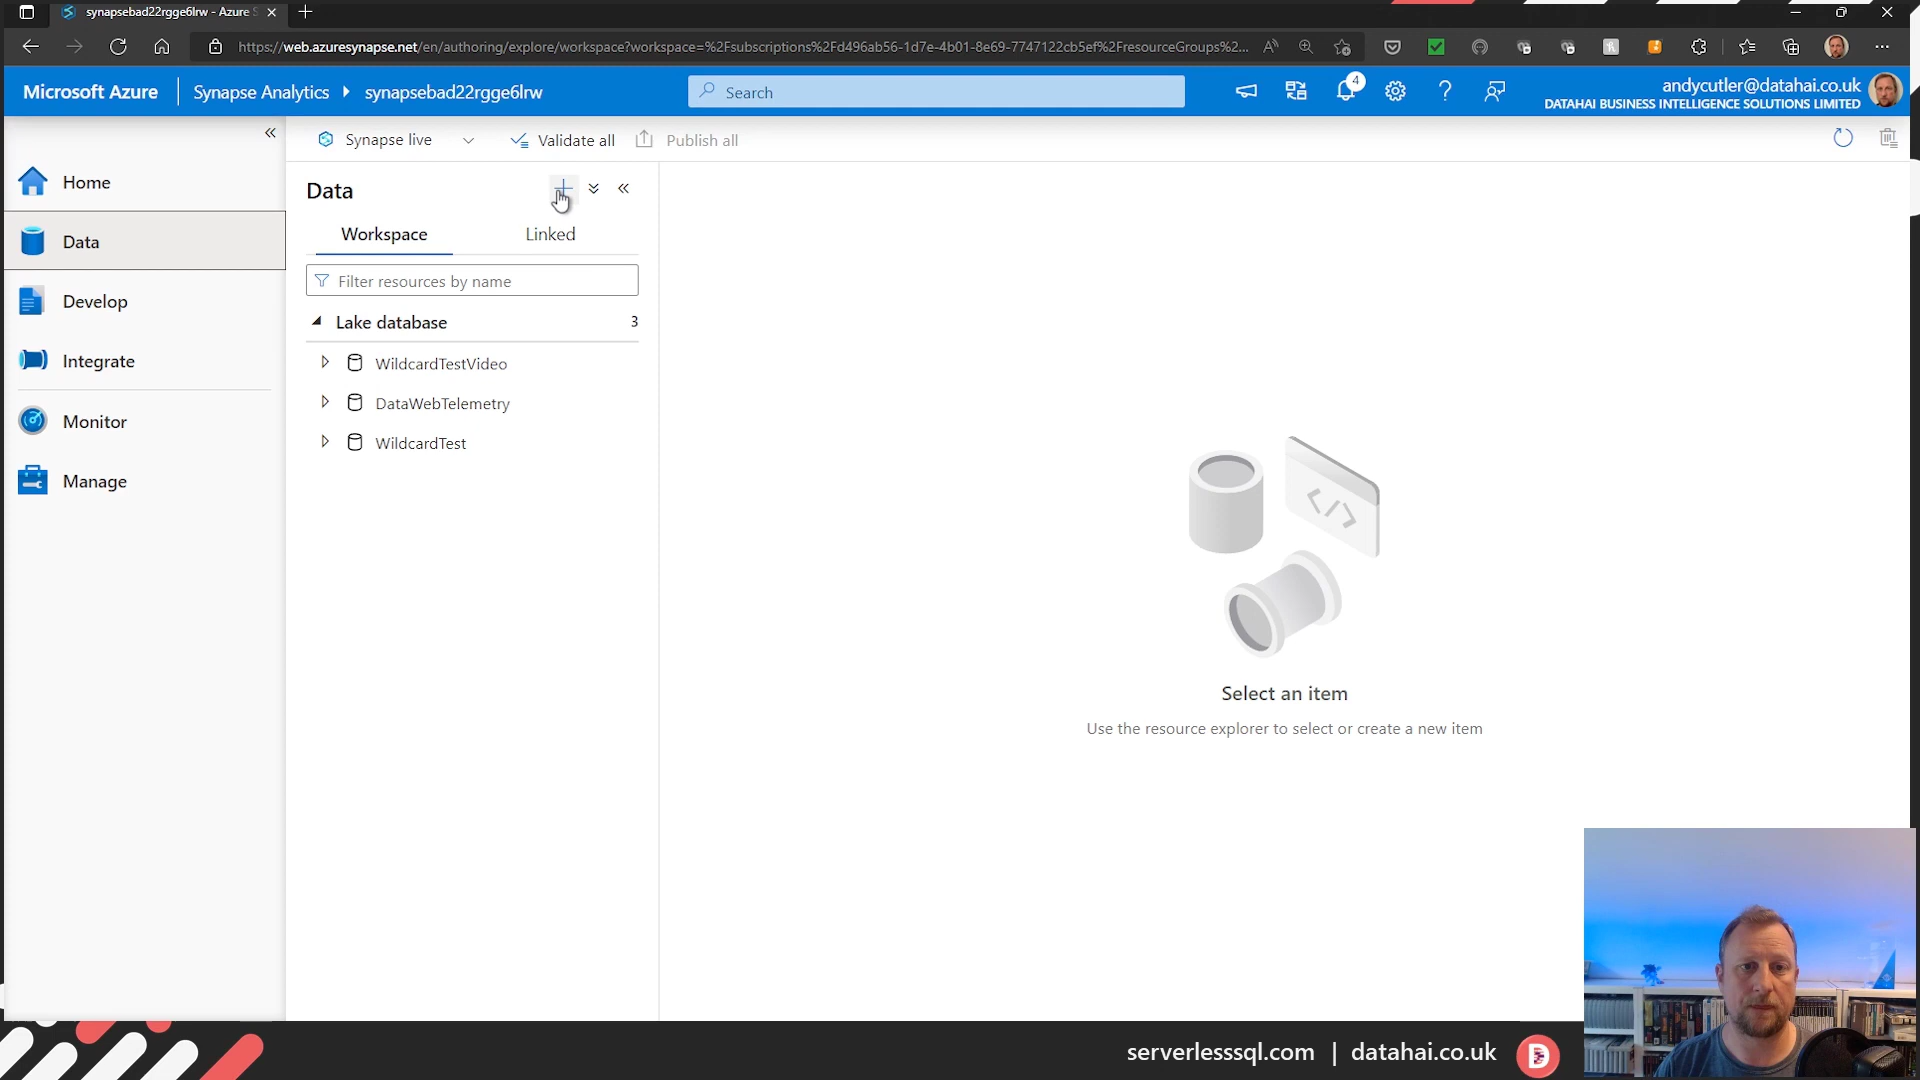 synapsebad22rgge6lrw - Azure S
https://web.azuresynapse.net/en/authoring/explore/workspace?workspace=%2Fsubscriptions%2Fd496ab56-1d7e-4b01-8e69-7747122cb5ef%2FresourceGroups%2...
Microsoft Azure
Synapse Analytics
synapsebad22rgge6lrw
Search
4
andycutler@datahai.co.uk
DATAHAI BUSINESS INTELLIGENCE SOLUTIONS LIMITED
Synapse live
Validate all
Publish all
Home
Data
Develop
Integrate
Monitor
Manage
Data
Workspace
Linked
Filter resources by name
Lake database
3
WildcardTestVideo
DataWebTelemetry
WildcardTest
Select an item
Use the resource explorer to select or create a new item
serverlesssql.com | datahai.co.uk
D